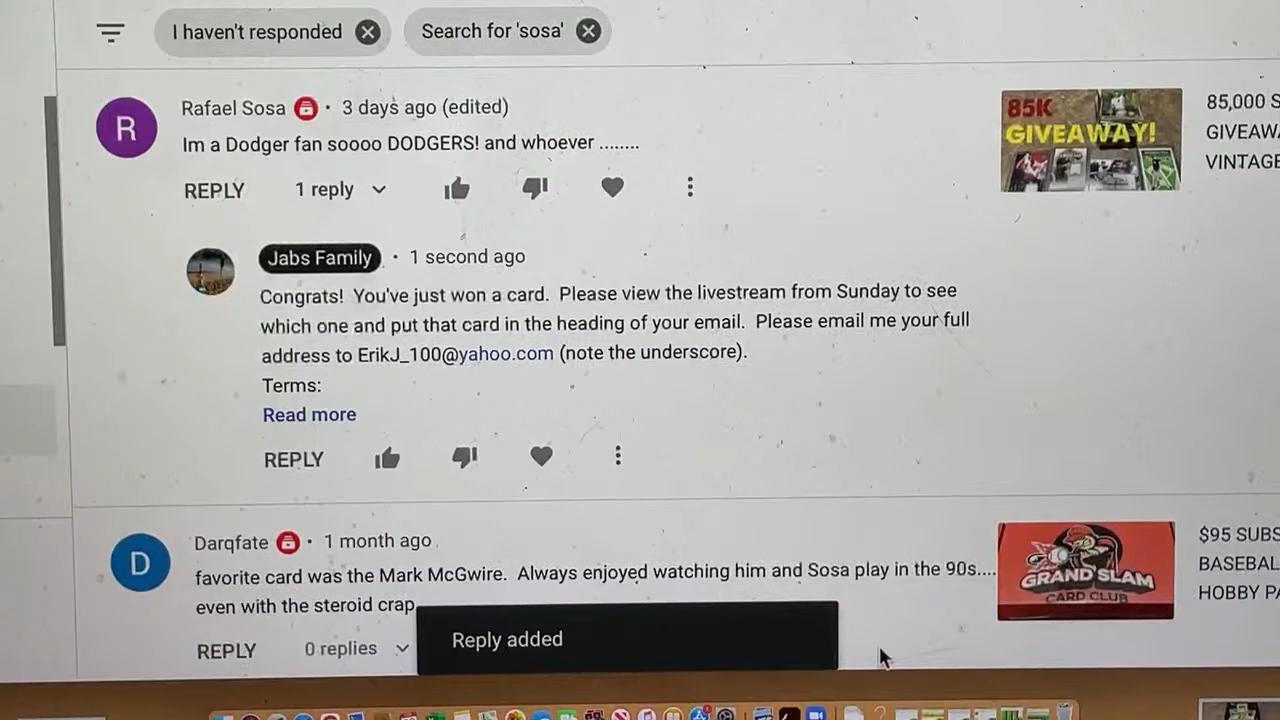 I haven't responded
Search for 'sosa'
R
Rafael Sosa · 3 days ago (edited)
Im a Dodger fan soooo DODGERS! and whoever ........
REPLY 1 reply
85K
GIVEAWAY!
85,000 S
GIVEAWA
VINTAGE
Jabs Family · 1 second ago
Congrats!  You've just won a card.  Please view the livestream from Sunday to see
which one and put that card in the heading of your email.  Please email me your full
address to ErikJ_100@yahoo.com (note the underscore).
Terms:
Read more
REPLY
D
Darqfate · 1 month ago
favorite card was the Mark McGwire.  Always enjoyed watching him and Sosa play in the 90s....
even with the steroid crap
REPLY 0 replies
GRAND SLAM
CARD CLUB
$95 SUBS
BASEBAL
HOBBY PA
Reply added